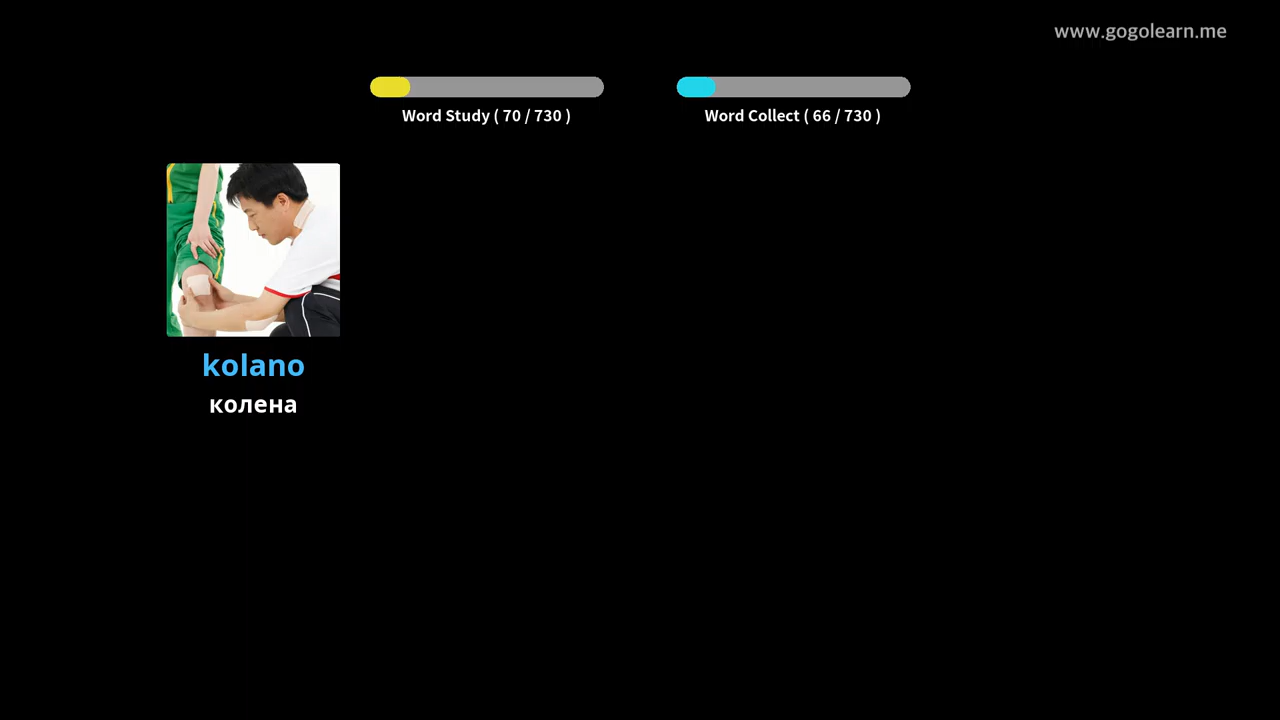 www.gogolearn.me
Word Study ( 70 / 730 )
Word Collect ( 66 / 730 )
kolano
колена